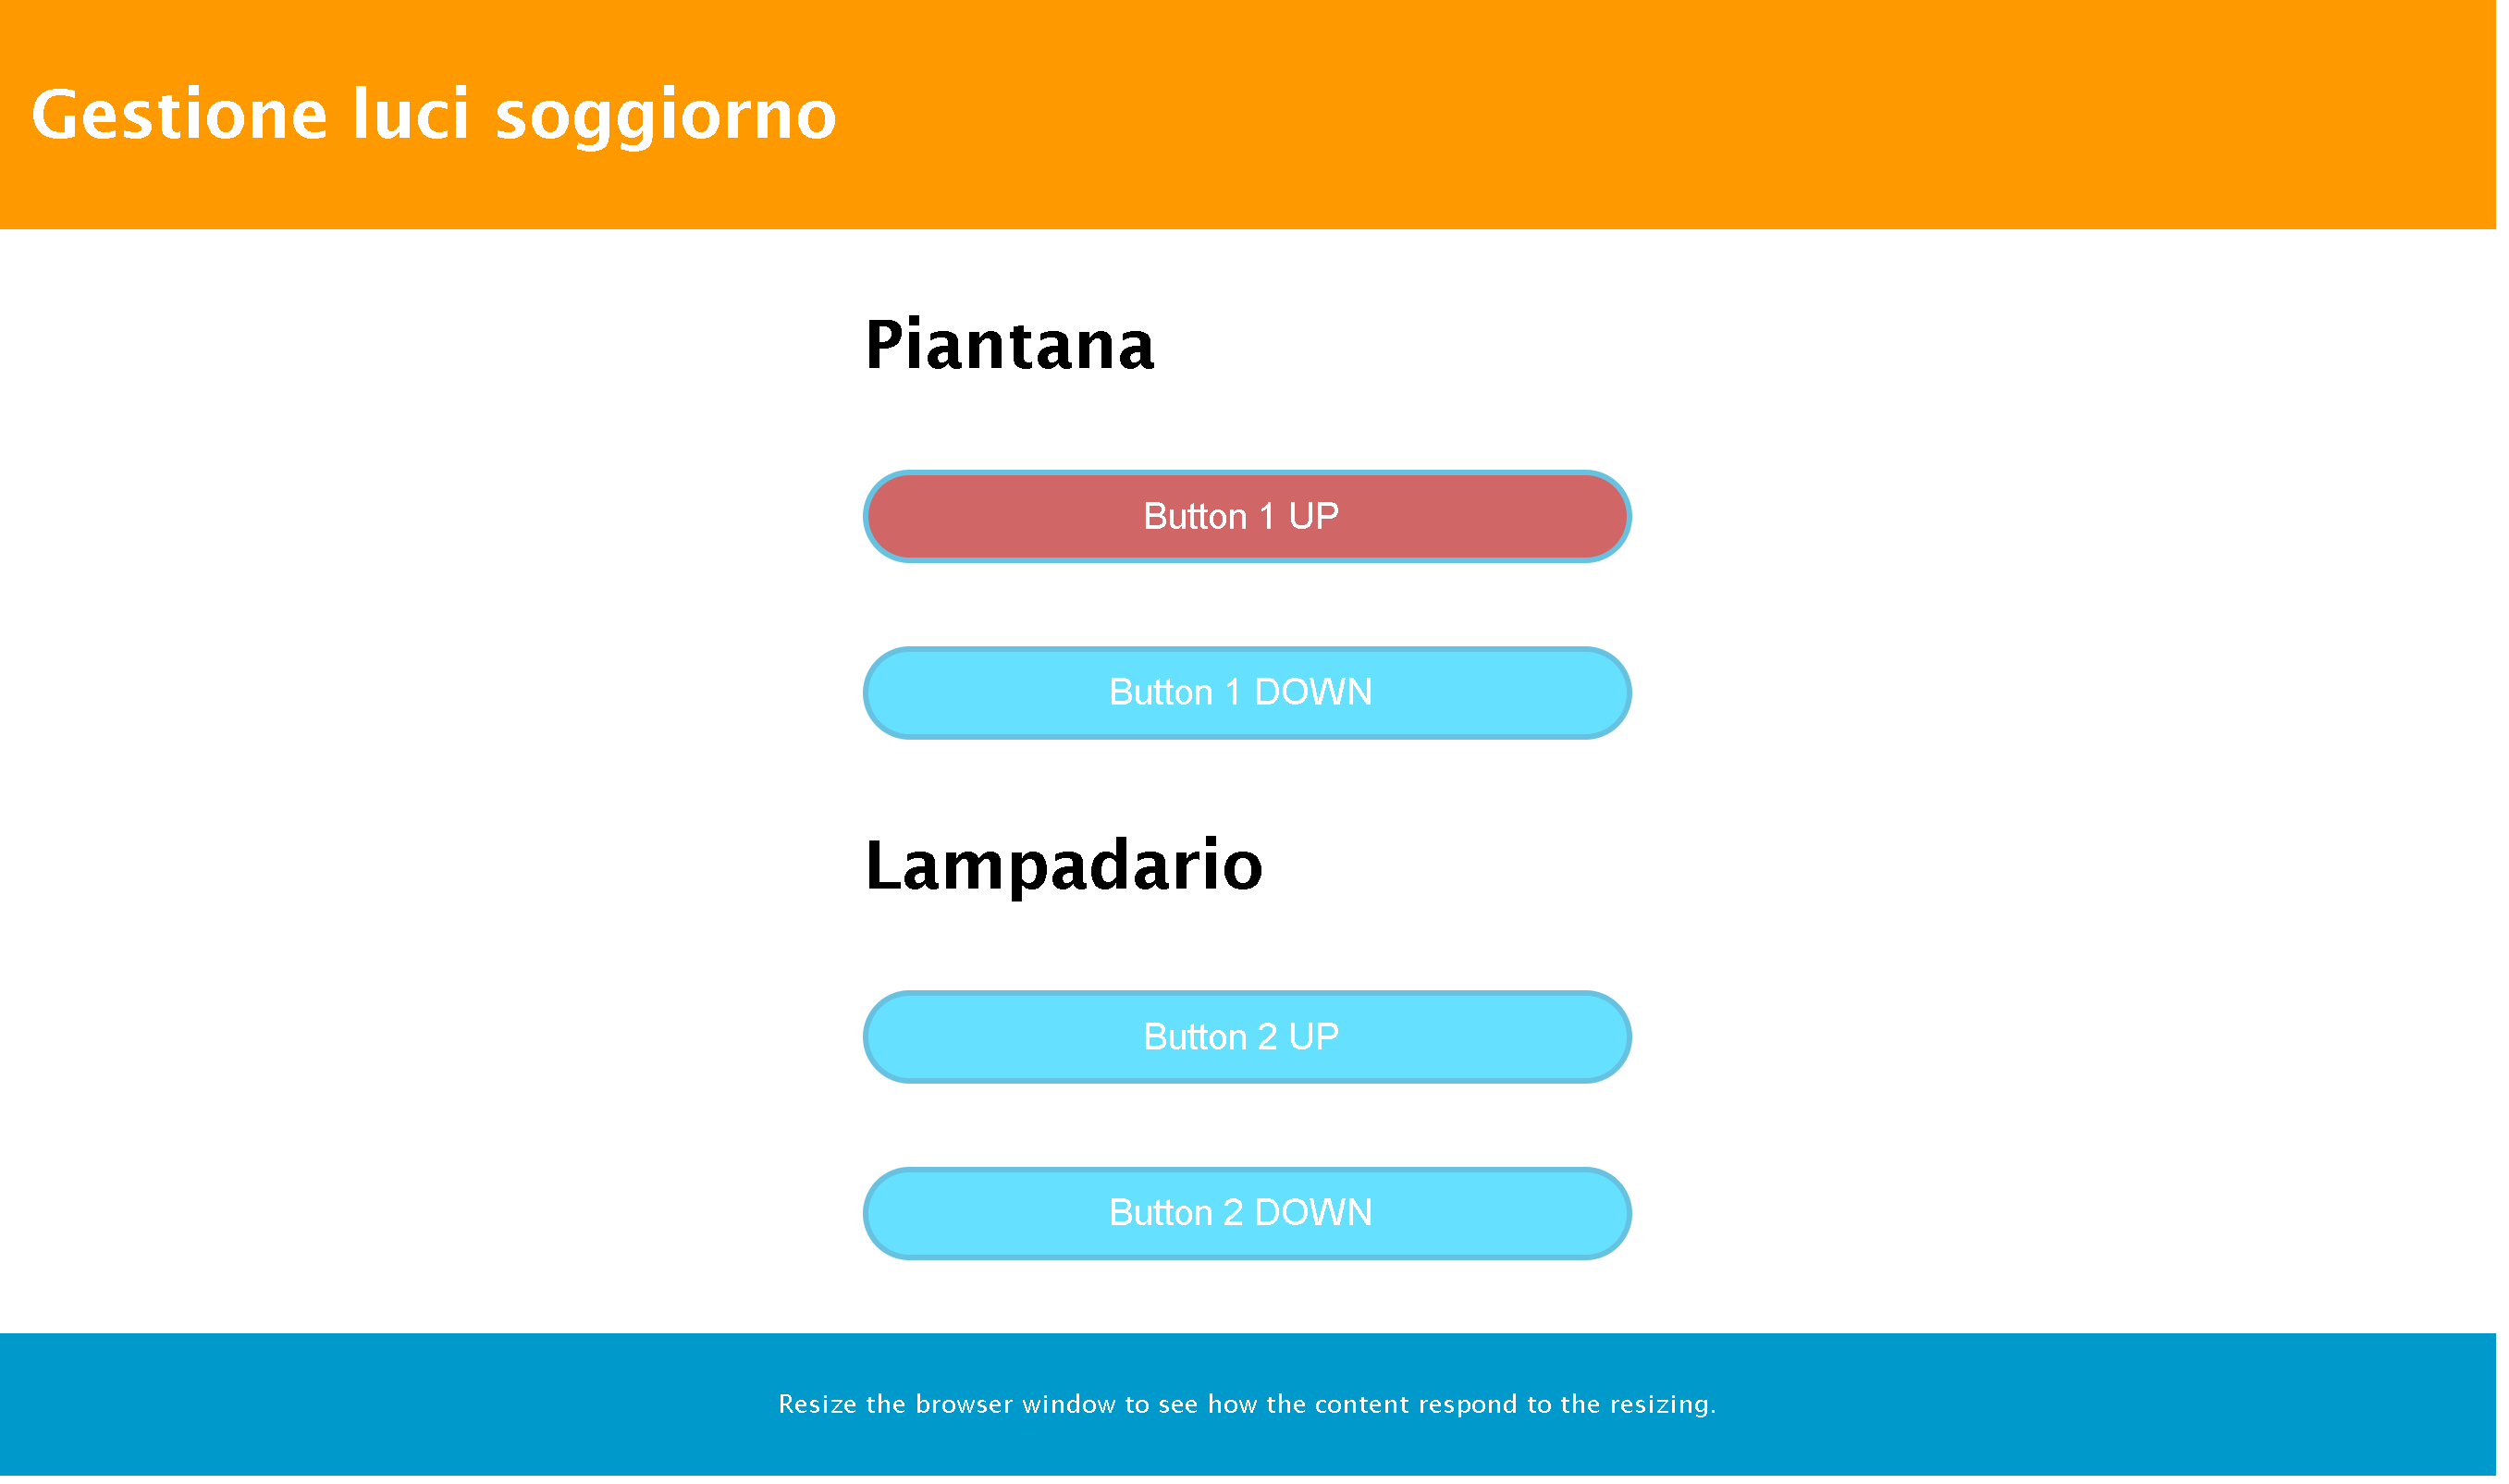 Gestione luci soggiorno
Piantana
Button 1 UP
Button 1 DOWN
Lampadario
Button 2 UP
Button 2 DOWN
Resize the browser window to see how the content respond to the resizing.